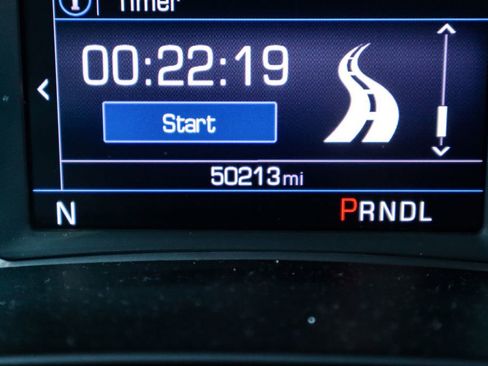 Timer
00:22:19
Start
50213mi
N PRNDL